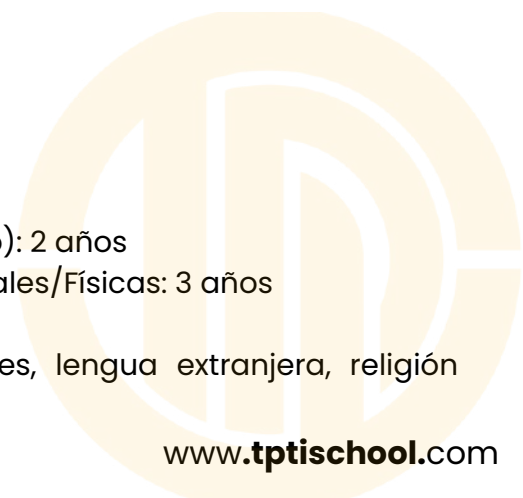 ): 2 años
ales/Físicas: 3 años
es, lengua extranjera, religión
www.tptischool.com